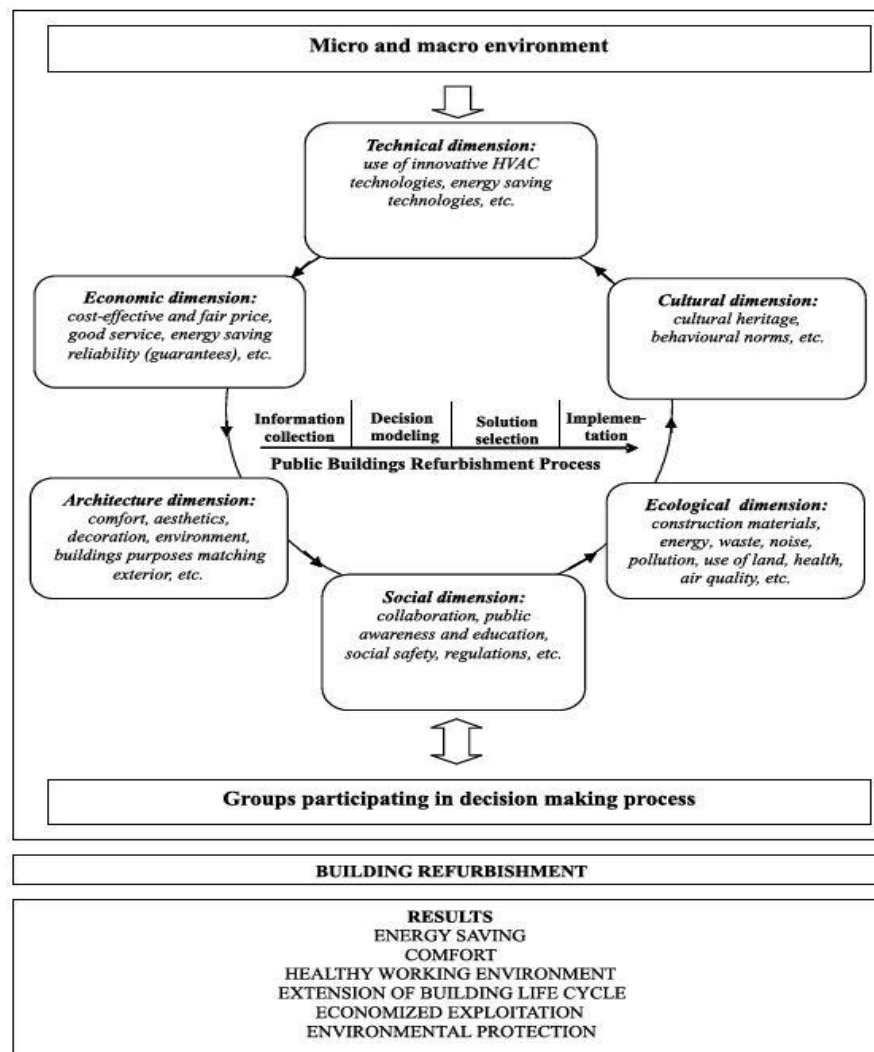 Micro and macro environment
Technical dimension:
use of innovative HVAC
technologies, energy saving
technologies, etc.
Economic dimension:
cost-effective and fair price,
good service, energy saving
reliability (guarantees), etc.
Cultural dimension:
cultural heritage,
behavioural norms, etc.
Information
collection
Decision
modeling
Solution
selection
Implemen-
tation
Public Buildings Refurbishment Process
Architecture dimension:
comfort, aesthetics,
decoration, environment,
buildings purposes matching
exterior, etc.
Ecological dimension:
construction materials,
energy, waste, noise,
pollution, use of land, health,
air quality, etc.
Social dimension:
collaboration, public
awareness and education,
social safety, regulations, etc.
Groups participating in decision making process
BUILDING REFURBISHMENT
RESULTS
ENERGY SAVING
COMFORT
HEALTHY WORKING ENVIRONMENT
EXTENSION OF BUILDING LIFE CYCLE
ECONOMIZED EXPLOITATION
ENVIRONMENTAL PROTECTION